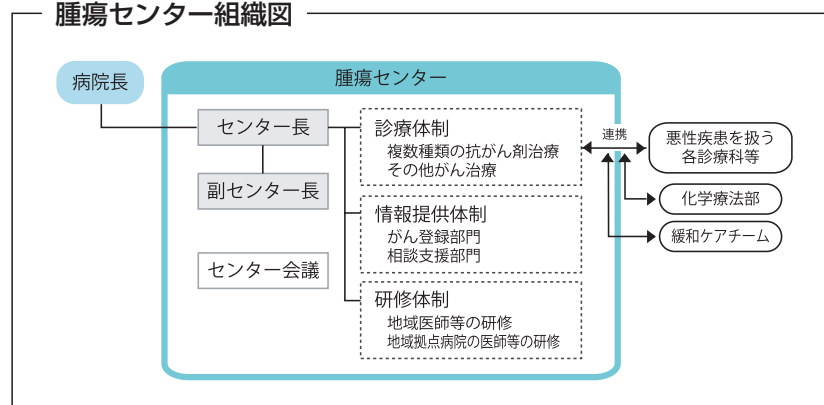 腫瘍センター組織図
病院長
腫瘍センター
センター長
副センター長
センター会議
診療体制
複数種類の抗がん剤治療
その他がん治療
情報提供体制
がん登録部門
相談支援部門
研修体制
地域医師等の研修
地域拠点病院の医師等の研修
連携
悪性疾患を扱う
各診療科等
化学療法部
緩和ケアチーム